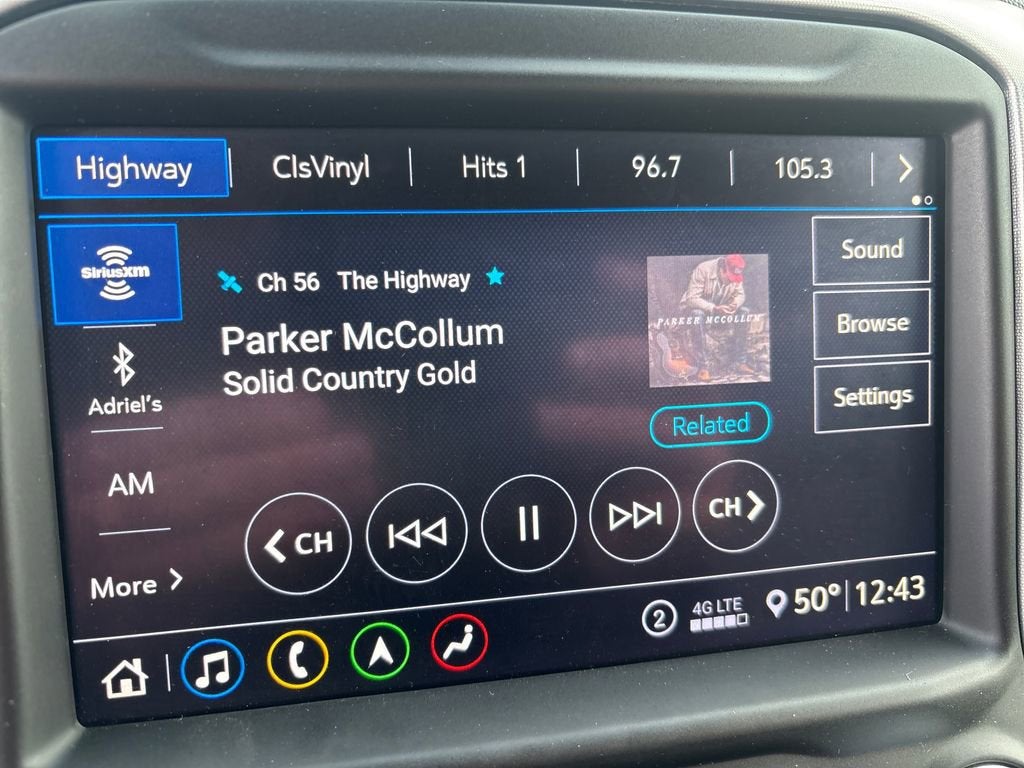 Highway
ClsVinyl
Hits 1
96.7
105.3
SiriusXM
Ch 56 The Highway
Parker McCollum
Solid Country Gold
PARKER MCCOLLUM
Related
Sound
Browse
Settings
Adriel's
AM
More
CH
CH
2
4G LTE
50°
12:43